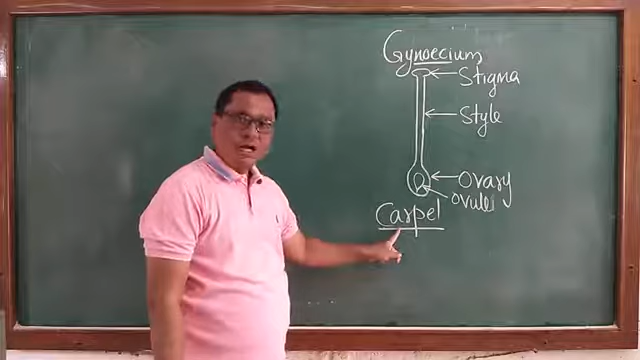 Gynoecium
Stigma
Style
Ovary
ovule
Carpel